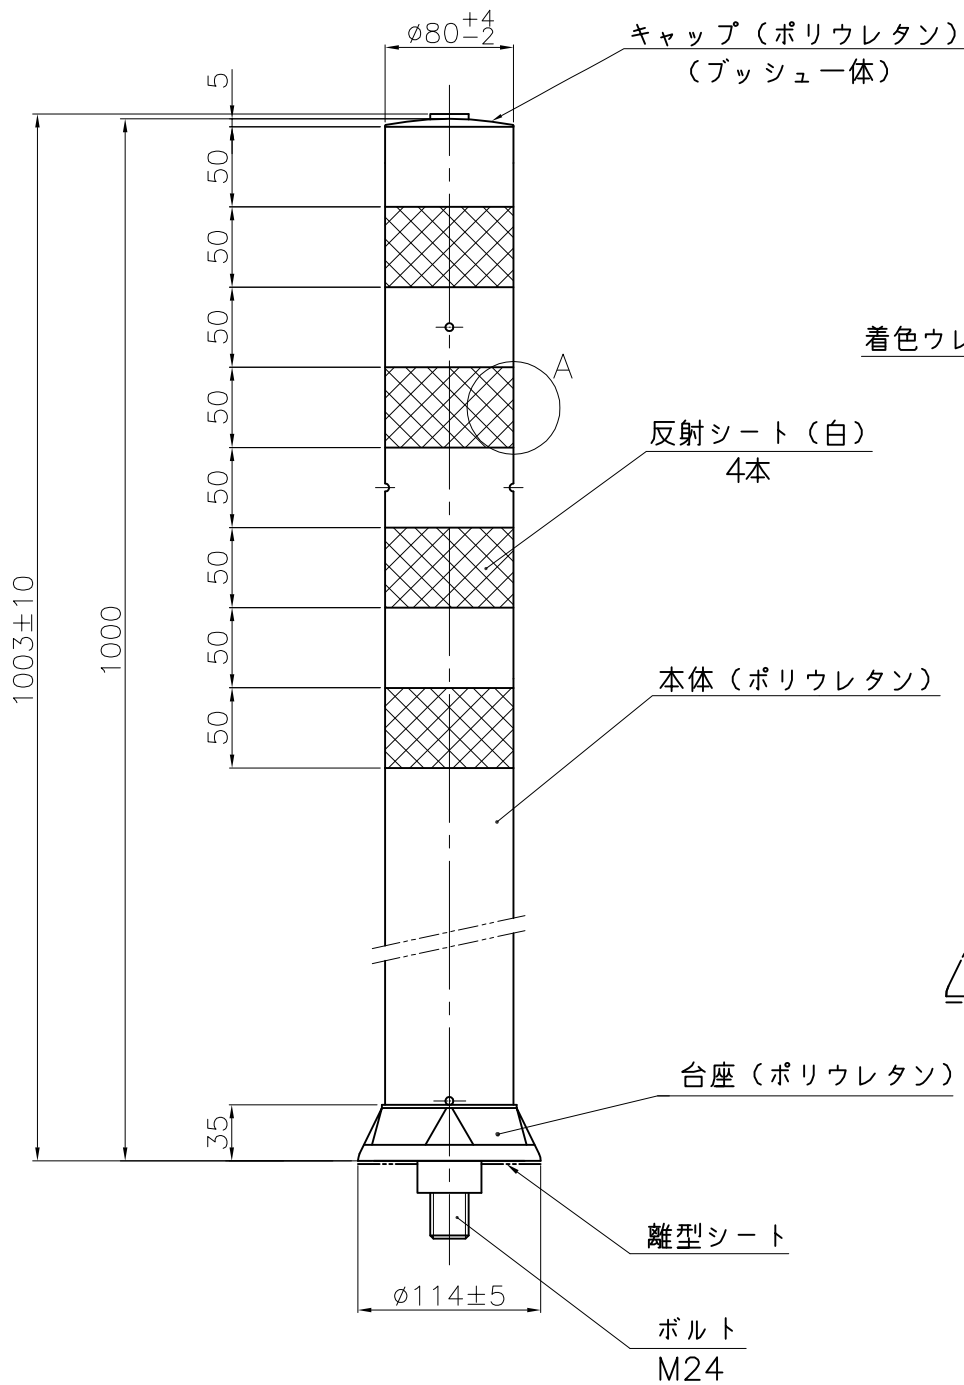 ø80+4-2
キャップ（ポリウレタン）
（ブッシュ一体）
5
50
50
50
着色ウレ
A
50
反射シート（白）
4本
50
50
1003±10
1000
50
本体（ポリウレタン）
50
台座（ポリウレタン）
35
離型シート
ø114±5
ボルト
M24